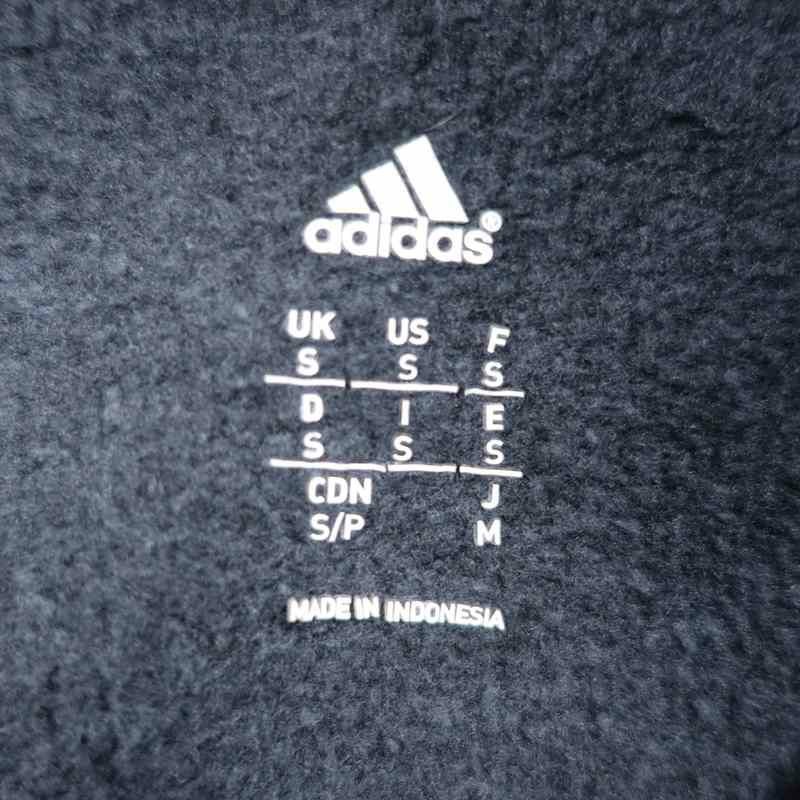 adidas®
UK US F
S S S
D I E
S S S
CDN J
S/P M
MADE IN INDONESIA